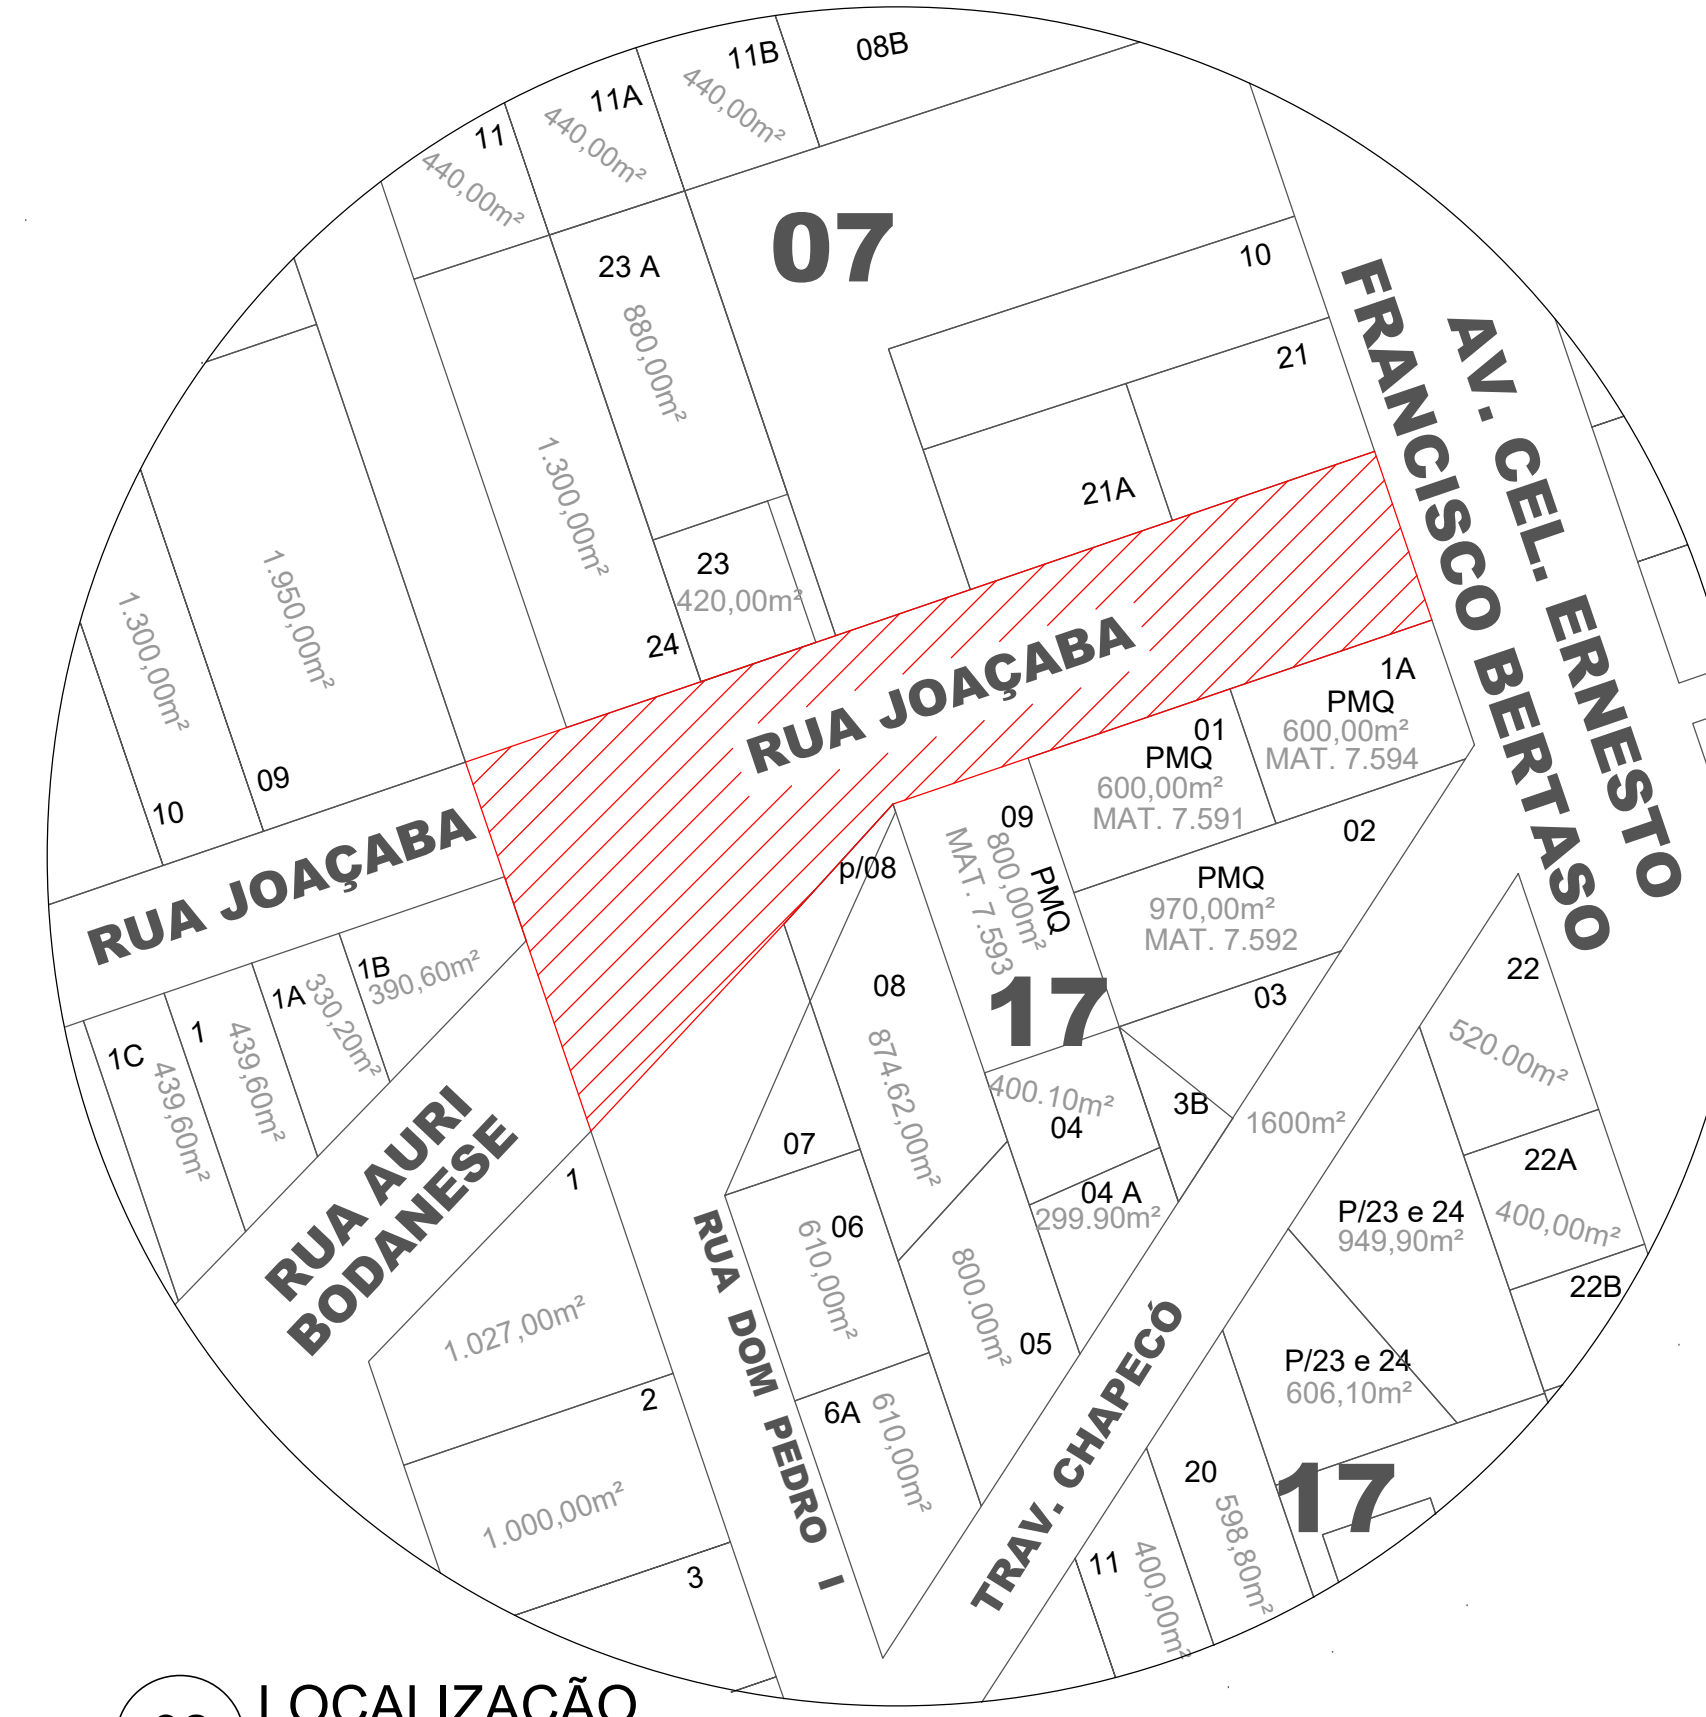 11B
08B
440,00m²
11A
440,00m²
11
440,00m²
07
23 A
880,00m²
10
21
21A
FRANCISCO BERTASO
AV. CEL. ERNESTO
1.300,00m²
23
420,00m²
24
1.950,00m²
1.300,00m²
09
10
RUA JOAÇABA
RUA JOAÇABA
1A
PMQ
600,00m²
MAT. 7.594
01
PMQ
600,00m²
MAT. 7.591
09
PMQ
800,00m²
MAT. 7.593
02
PMQ
970,00m²
MAT. 7.592
p/08
08
874.62,00m²
17
03
22
520.00m²
1B
390,60m²
1A
330,20m²
1
439,60m²
1C
439,60m²
400.10m²
04
3B
1600m²
07
04 A
299.90m²
22A
400,00m²
P/23 e 24
949,90m²
22B
RUA AURI
BODANESE
1
1.027,00m²
RUA DOM PEDRO I
06
610,00m²
800.00m²
05
P/23 e 24
606,10m²
2
6A
610,00m²
TRAV. CHAPECÓ
1.000,00m²
20
598,80m²
17
3
11
400,00m²
LOCALIZAÇÃO